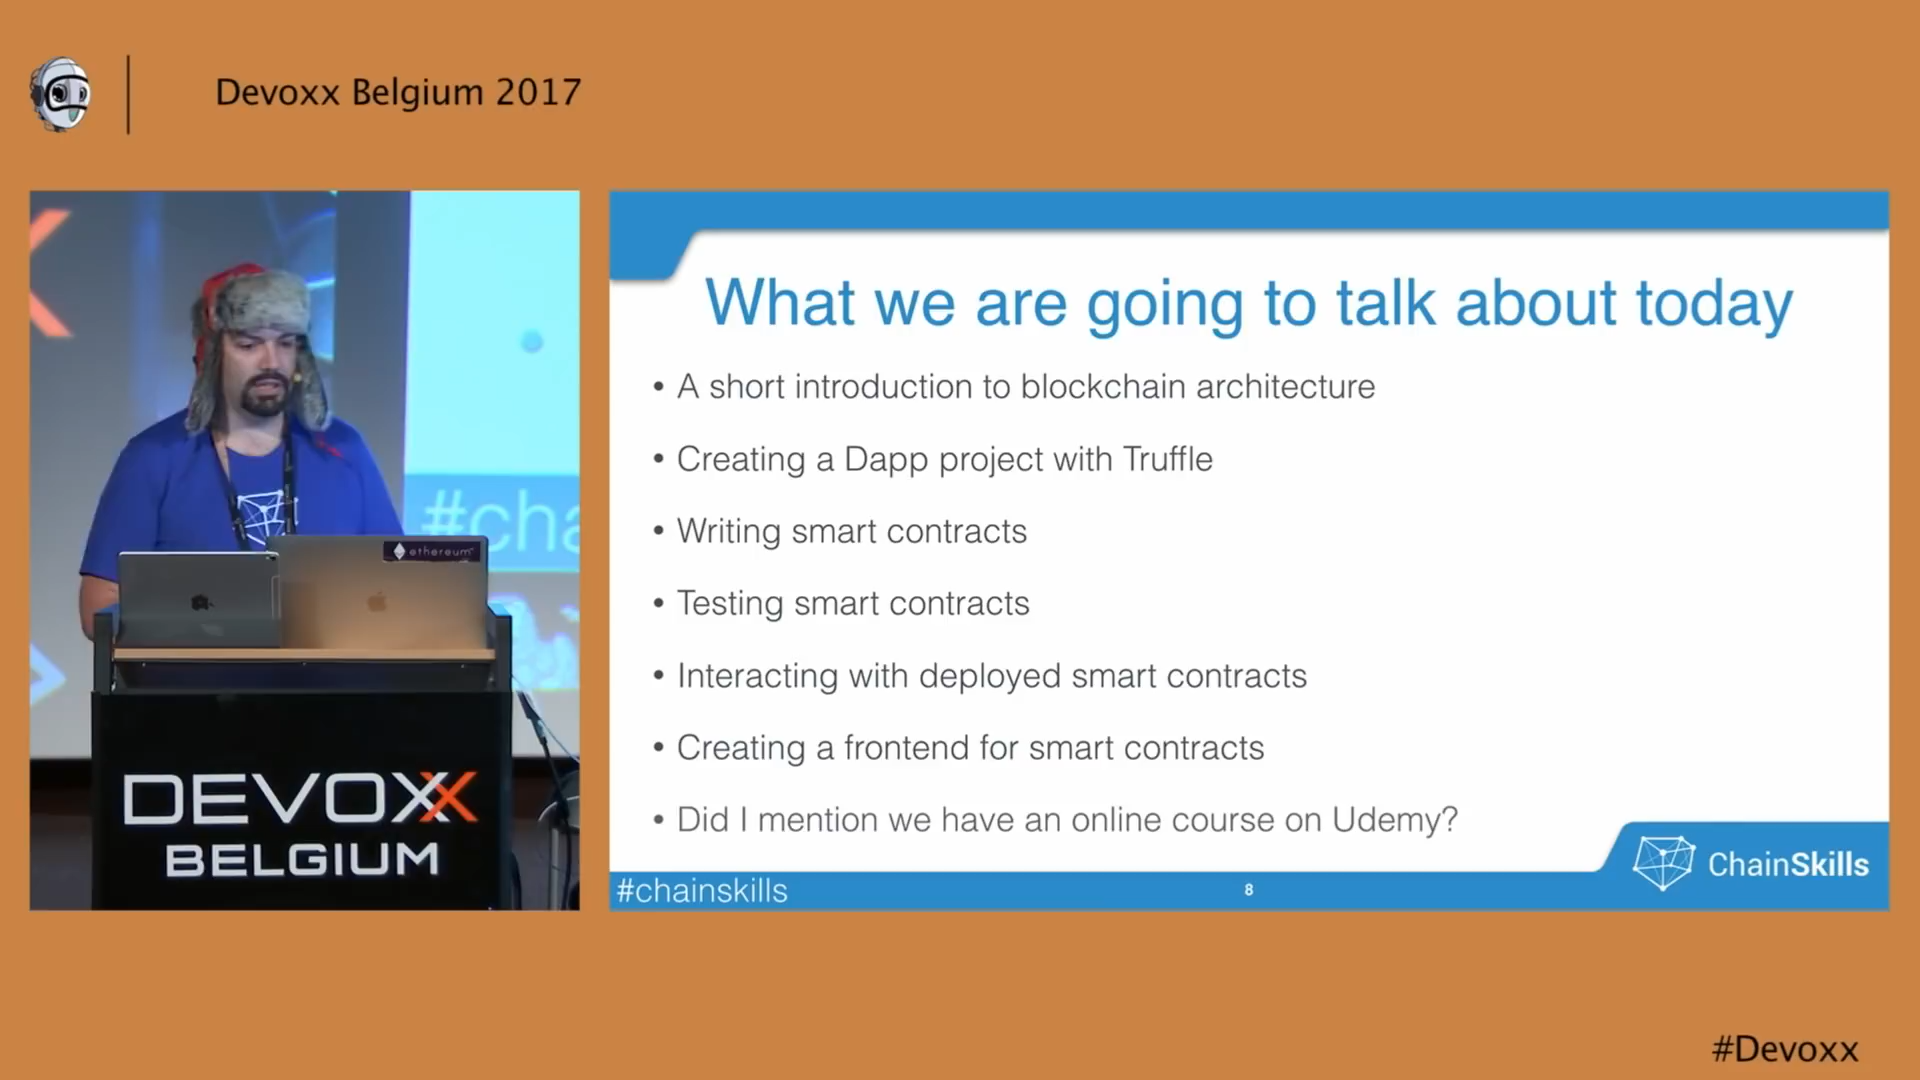 Devoxx Belgium 2017
#cha
ethereum
DEVOXX
BELGIUM
What we are going to talk about today
• A short introduction to blockchain architecture
• Creating a Dapp project with Truffle
• Writing smart contracts
• Testing smart contracts
• Interacting with deployed smart contracts
• Creating a frontend for smart contracts
• Did I mention we have an online course on Udemy?
#chainskills
8
ChainSkills
#Devoxx